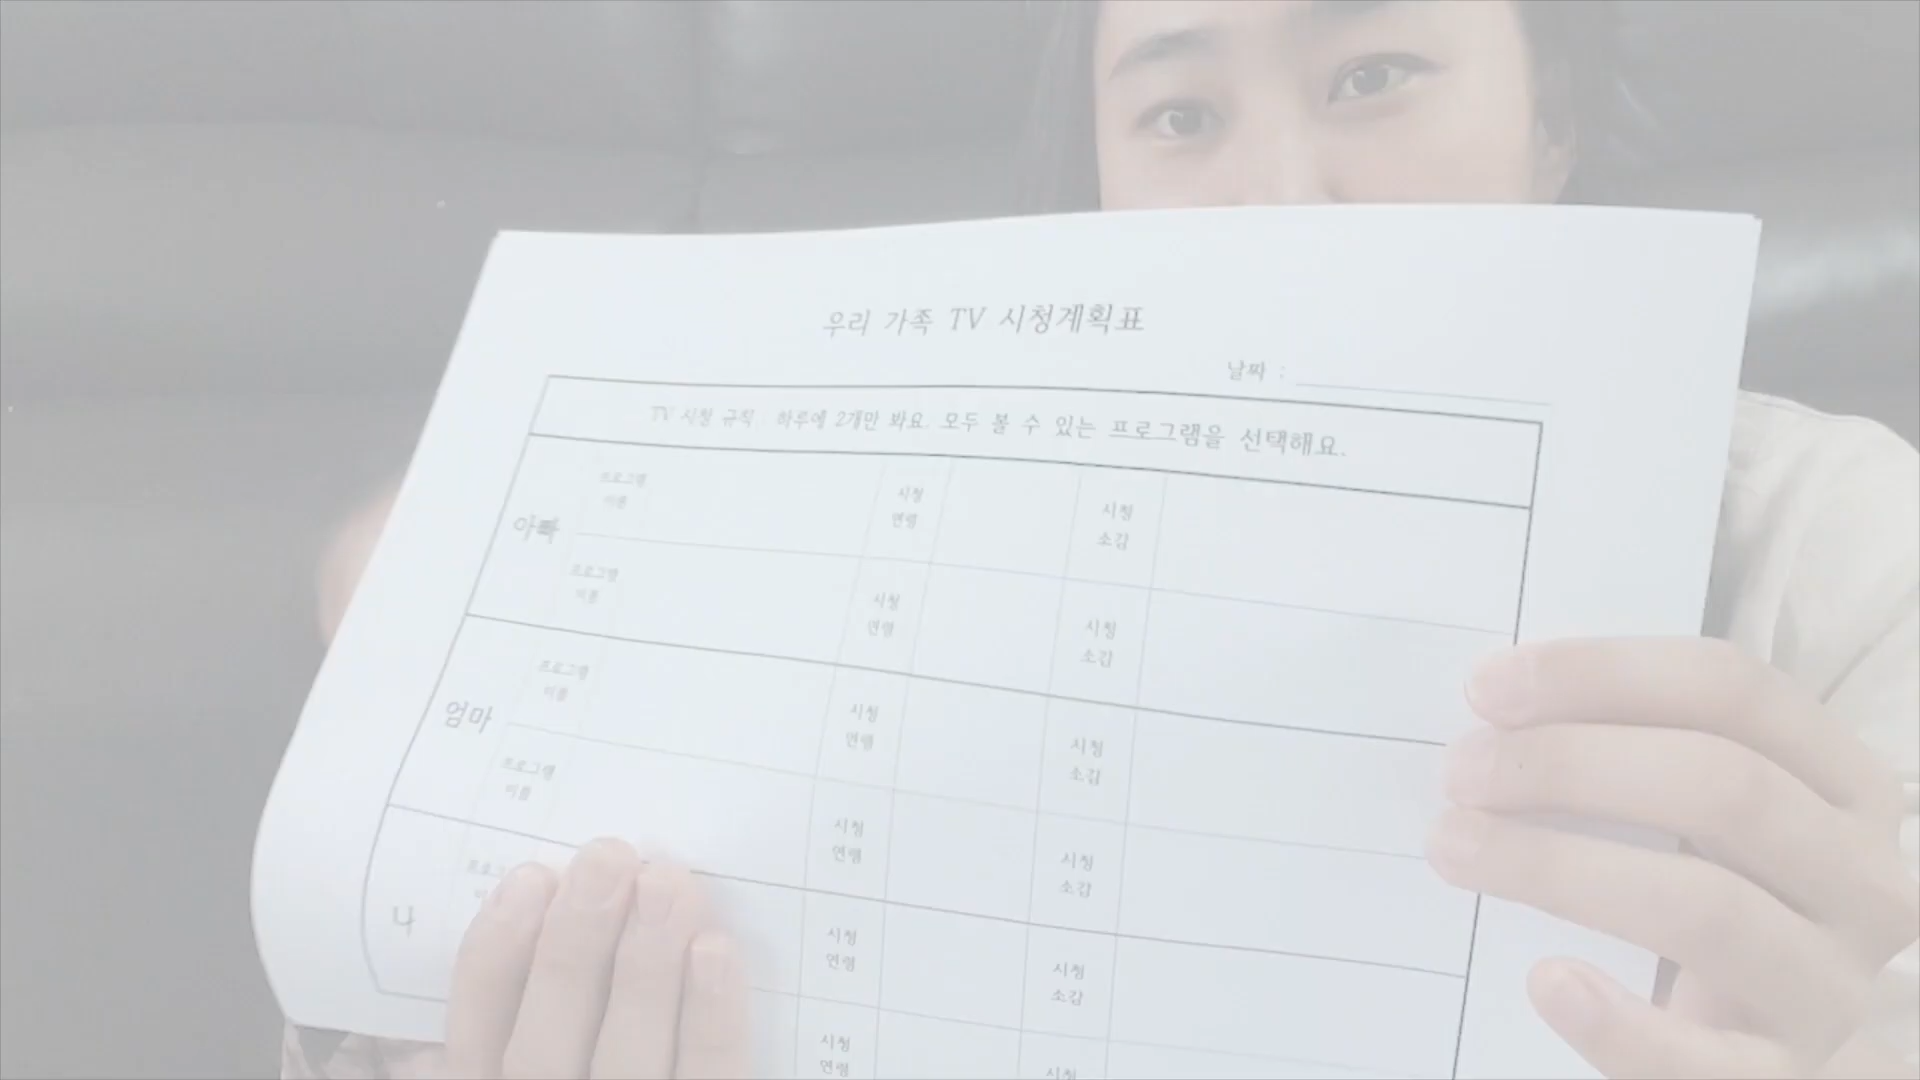 우리 가족 TV 시청계획표
날짜 :
TV 시청 규칙 : 하루에 2개만 봐요. 모두 볼 수 있는 프로그램을 선택해요.
아빠
프로그램
이름
시청
연령
시청
소감
프로그램
이름
시청
연령
시청
소감
엄마
프로그램
이름
시청
연령
시청
소감
프로그램
이름
시청
연령
시청
소감
나
시청
연령
시청
소감
시청
연령
시청